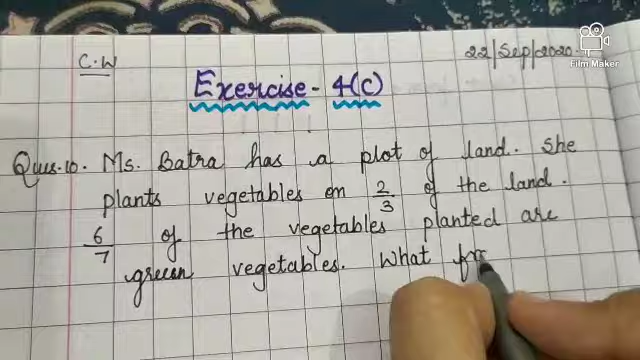 C.W
22/Sep/2020
Film Maker
Exercise - 4(c)
Ques.10. Ms. Batra has a plot of land. She
plants vegetables on 2/3 of the land.
6/7 of the vegetables planted are
green vegetables. What